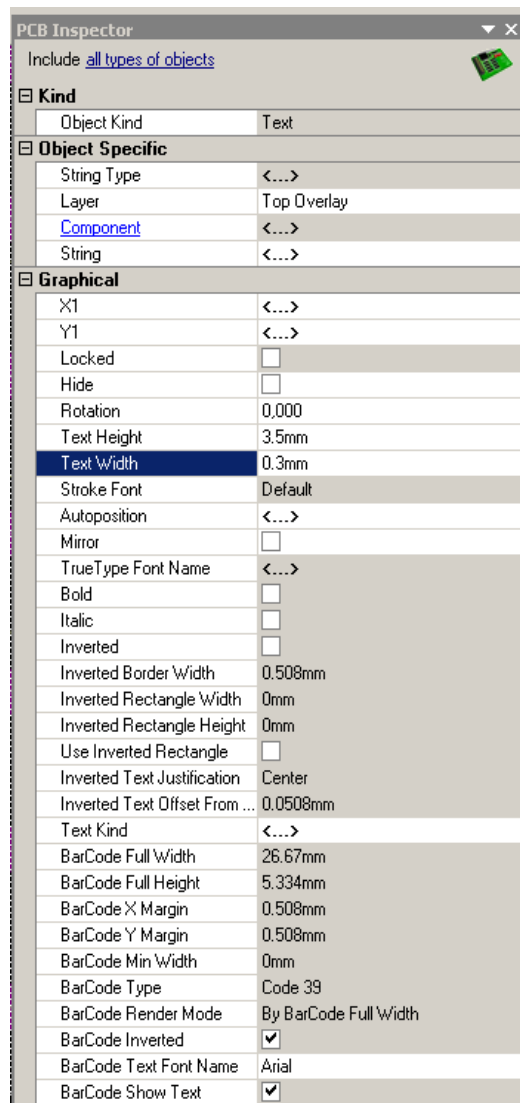 PCB Inspector
Include all types of objects
Kind
Object Kind Text
Object Specific
String Type <...>
Layer Top Overlay
Component <...>
String <...>
Graphical
X1 <...>
Y1 <...>
Locked
Hide
Rotation 0,000
Text Height 3.5mm
Text Width 0.3mm
Stroke Font Default
Autoposition <...>
Mirror
TrueType Font Name <...>
Bold
Italic
Inverted
Inverted Border Width 0.508mm
Inverted Rectangle Width 0mm
Inverted Rectangle Height 0mm
Use Inverted Rectangle
Inverted Text Justification Center
Inverted Text Offset From ... 0.0508mm
Text Kind <...>
BarCode Full Width 26.67mm
BarCode Full Height 5.334mm
BarCode X Margin 0.508mm
BarCode Y Margin 0.508mm
BarCode Min Width 0mm
BarCode Type Code 39
BarCode Render Mode By BarCode Full Width
BarCode Inverted
BarCode Text Font Name Arial
BarCode Show Text